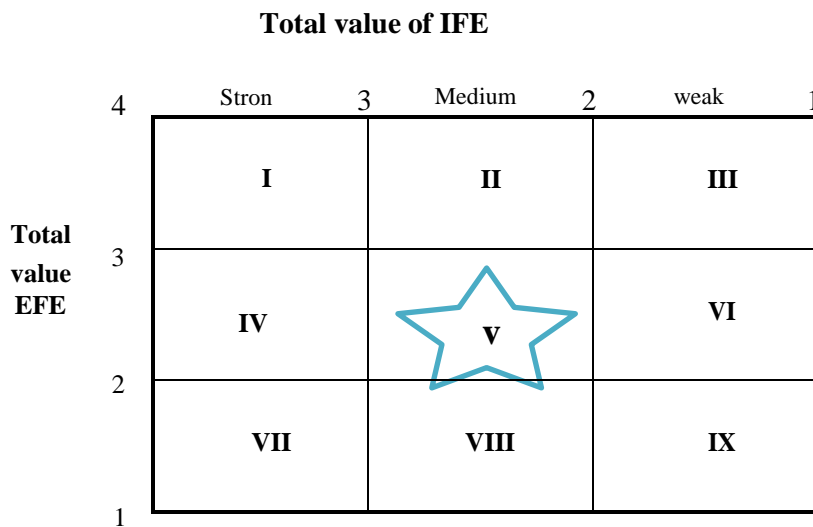 Total value of IFE
4 Stron 3 Medium 2 weak 1
I II III
Total
value
EFE
3
IV v VI
2
VII VIII IX
1